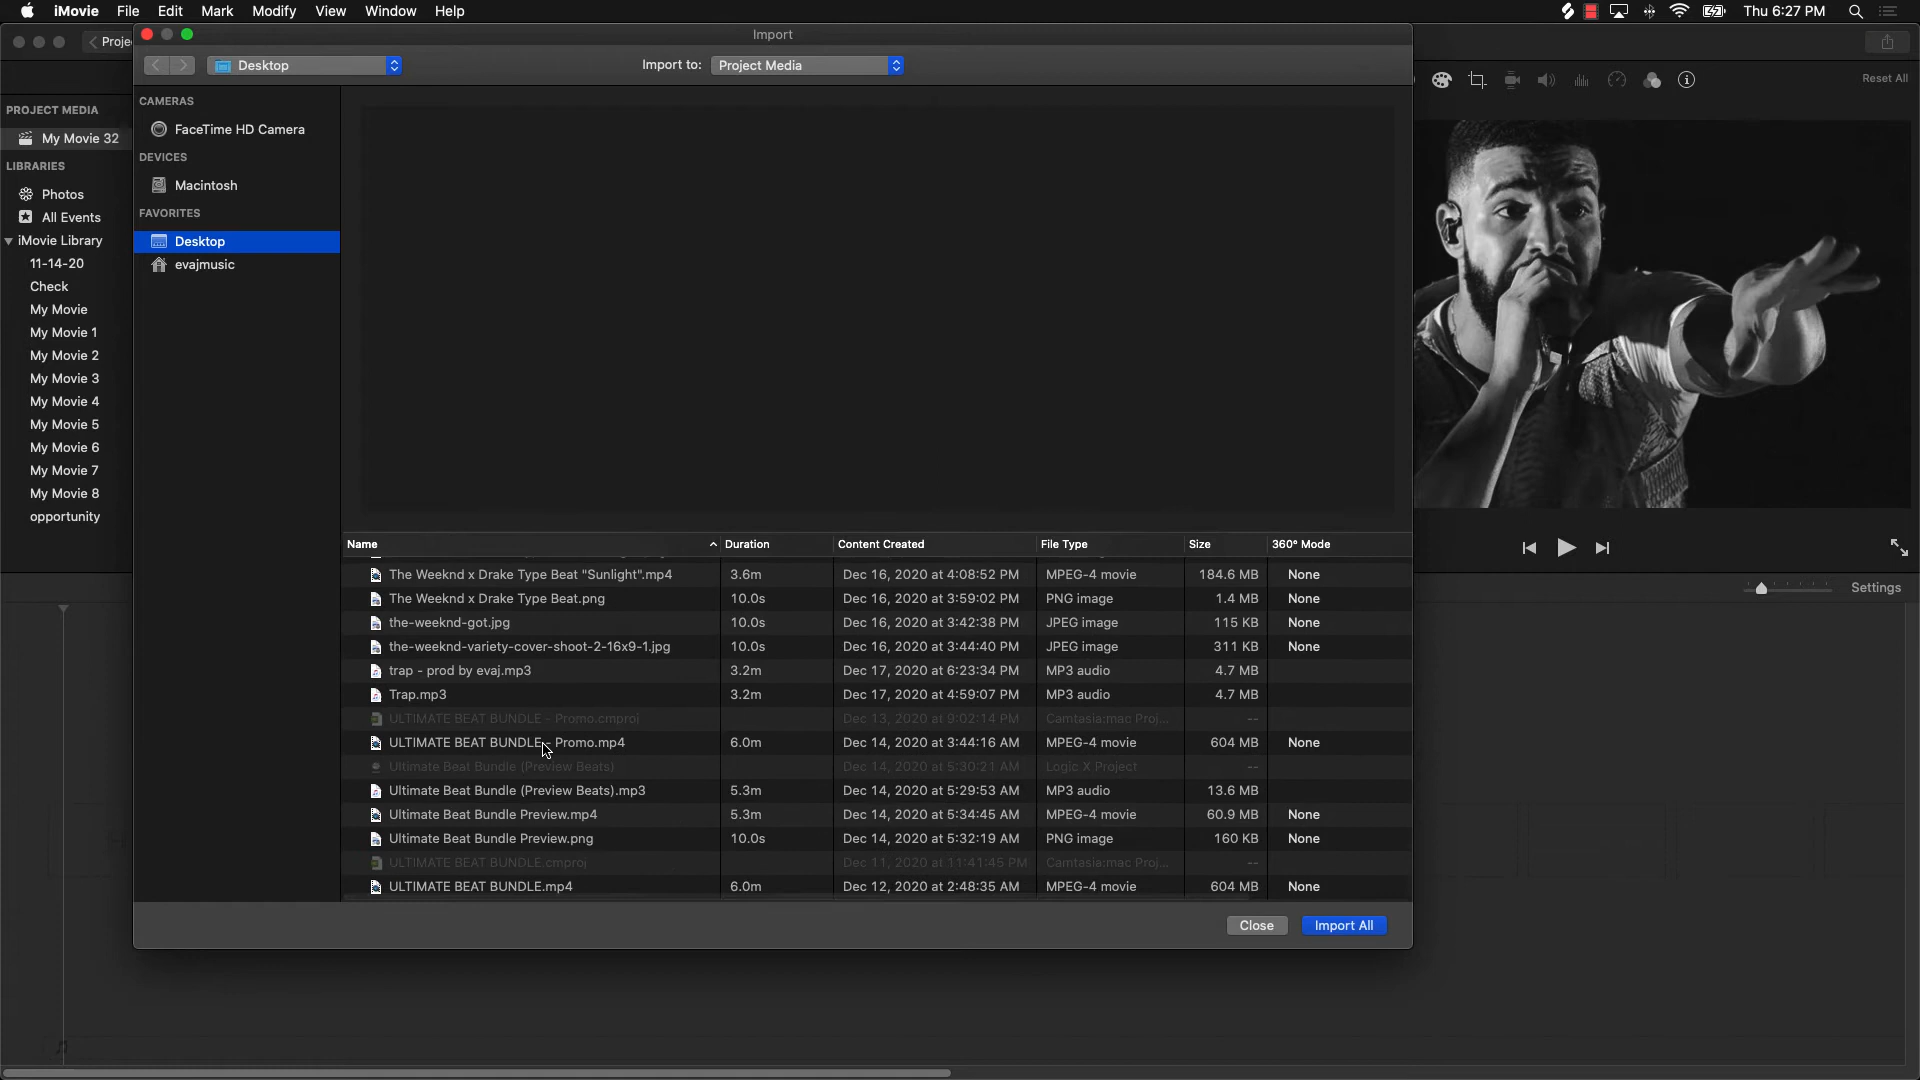 iMovie File Edit Mark Modify View Window Help Thu 6:27 PM
Proje
Import
Desktop Import to: Project Media
Reset All
PROJECT MEDIA
My Movie 32
LIBRARIES
Photos
All Events
iMovie Library
11-14-20
Check
My Movie
My Movie 1
My Movie 2
My Movie 3
My Movie 4
My Movie 5
My Movie 6
My Movie 7
My Movie 8
opportunity
CAMERAS
FaceTime HD Camera
DEVICES
Macintosh
FAVORITES
Desktop
evajmusic
Name Duration Content Created File Type Size 360° Mode
The Weeknd x Drake Type Beat "Sunlight".mp4 3.6m Dec 16, 2020 at 4:08:52 PM MPEG-4 movie 184.6 MB None
The Weeknd x Drake Type Beat.png 10.0s Dec 16, 2020 at 3:59:02 PM PNG image 1.4 MB None
the-weeknd-got.jpg 10.0s Dec 16, 2020 at 3:42:38 PM JPEG image 115 KB None
the-weeknd-variety-cover-shoot-2-16x9-1.jpg 10.0s Dec 16, 2020 at 3:44:40 PM JPEG image 311 KB None
trap - prod by evaj.mp3 3.2m Dec 17, 2020 at 6:23:34 PM MP3 audio 4.7 MB
Trap.mp3 3.2m Dec 17, 2020 at 4:59:07 PM MP3 audio 4.7 MB
ULTIMATE BEAT BUNDLE - Promo.cmproj Dec 13, 2020 at 9:02:14 PM Camtasia:mac Proj... --
ULTIMATE BEAT BUNDLE - Promo.mp4 6.0m Dec 14, 2020 at 3:44:16 AM MPEG-4 movie 604 MB None
Ultimate Beat Bundle (Preview Beats) Dec 14, 2020 at 5:30:21 AM Logic X Project --
Ultimate Beat Bundle (Preview Beats).mp3 5.3m Dec 14, 2020 at 5:29:53 AM MP3 audio 13.6 MB
Ultimate Beat Bundle Preview.mp4 5.3m Dec 14, 2020 at 5:34:45 AM MPEG-4 movie 60.9 MB None
Ultimate Beat Bundle Preview.png 10.0s Dec 14, 2020 at 5:32:19 AM PNG image 160 KB None
ULTIMATE BEAT BUNDLE.cmproj Dec 11, 2020 at 11:41:45 PM Camtasia:mac Proj... --
ULTIMATE BEAT BUNDLE.mp4 6.0m Dec 12, 2020 at 2:48:35 AM MPEG-4 movie 604 MB None
Settings
Close Import All